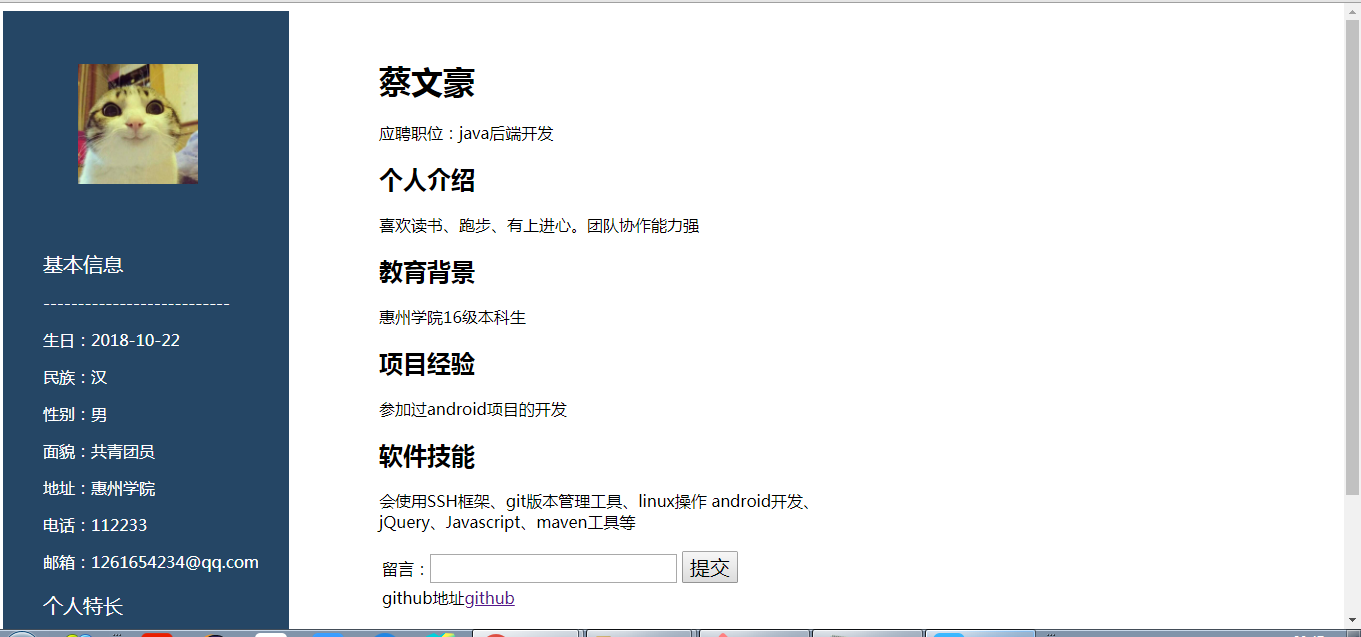 基本信息
---------------------------
生日：2018-10-22
民族：汉
性别：男
面貌：共青团员
地址：惠州学院
电话：112233
邮箱：1261654234@qq.com
个人特长
蔡文豪
应聘职位：java后端开发
个人介绍
喜欢读书、跑步、有上进心。团队协作能力强
教育背景
惠州学院16级本科生
项目经验
参加过android项目的开发
软件技能
会使用SSH框架、git版本管理工具、linux操作 android开发、
jQuery、Javascript、maven工具等
留言：
提交
github地址github